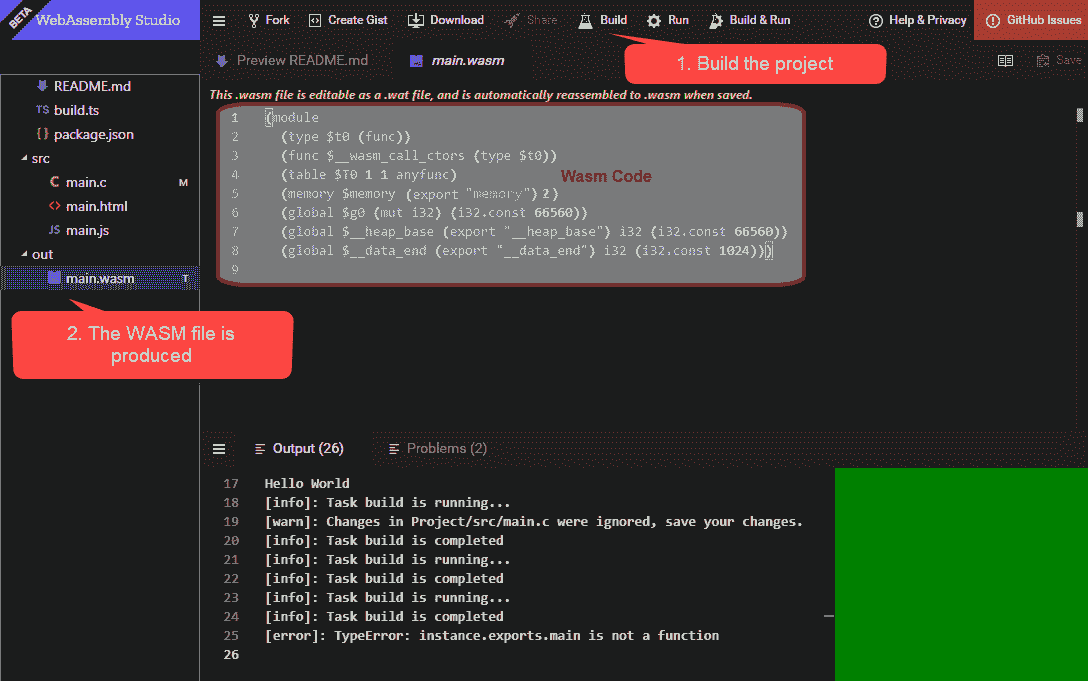 BETA
WebAssembly Studio
Fork
Create Gist
Download
Share
Build
Run
Build & Run
Help & Privacy
GitHub Issues
Preview README.md
main.wasm
Save
1. Build the project
This .wasm file is editable as a .wat file, and is automatically reassembled to .wasm when saved.
README.md
TS build.ts
{} package.json
src
C main.c M
<> main.html
JS main.js
out
main.wasm T
2. The WASM file is
produced
1 (module
2 (type $t0 (func))
3 (func $__wasm_call_ctors (type $t0))
4 (table $T0 1 1 anyfunc)
5 (memory $memory (export "memory") 2)
6 (global $g0 (mut i32) (i32.const 66560))
7 (global $__heap_base (export "__heap_base") i32 (i32.const 66560))
8 (global $__data_end (export "__data_end") i32 (i32.const 1024)))
9
Wasm Code
Output (26)
Problems (2)
17 Hello World
18 [info]: Task build is running...
19 [warn]: Changes in Project/src/main.c were ignored, save your changes.
20 [info]: Task build is completed
21 [info]: Task build is running...
22 [info]: Task build is completed
23 [info]: Task build is running...
24 [info]: Task build is completed
25 [error]: TypeError: instance.exports.main is not a function
26